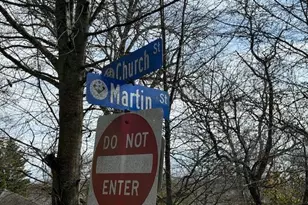 Church St
Martin St
DO NOT
ENTER